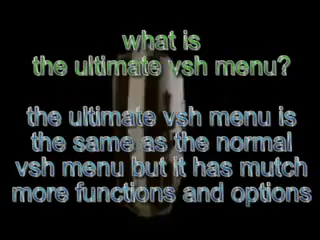 what is
the ultimate vsh menu?
the ultimate vsh menu is
the same as the normal
vsh menu but it has mutch
more functions and options